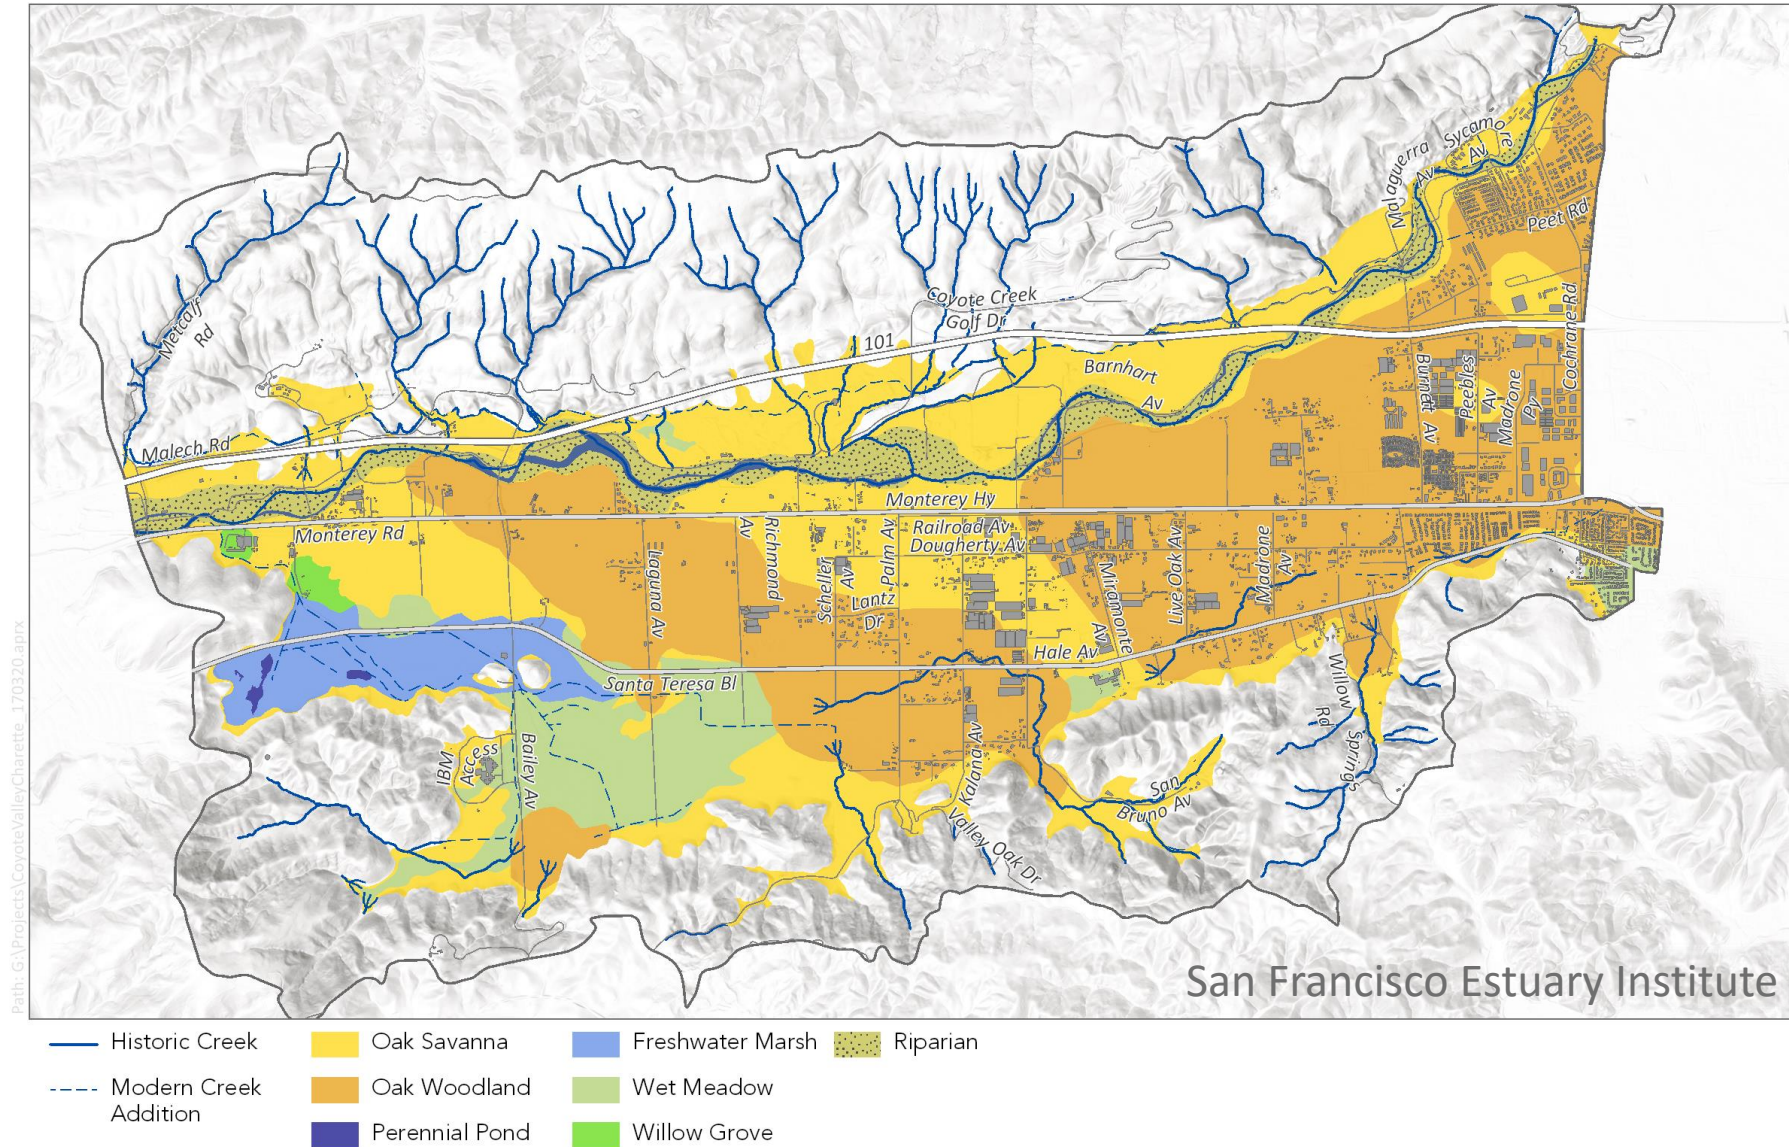 Sycamore
Av
Malaguerra
Av
Peet Rd
Metcalf
Rd
Coyote Creek
Golf Dr
101
Cochrane Rd
Barnhart
Av
Burnett Av
Peebles
Av
Madrone
Py
Malech Rd
Monterey Hy
Monterey Rd
Railroad Av
Dougherty Av
Richmond
Av
Laguna Av
Scheller
Av
Palm Av
Lantz
Dr
Miramonte
Av
Live Oak Av
Madrone
Av
Hale Av
Santa Teresa Bl
Willow
Springs
Rd
IBM
Access
Bailey Av
Kalana Av
San
Bruno Av
Valley Oak Dr
Path: G:\Projects\CoyoteValleyCharette_170320.aprx
San Francisco Estuary Institute
Historic Creek
Modern Creek
Addition
Oak Savanna
Oak Woodland
Perennial Pond
Freshwater Marsh
Wet Meadow
Willow Grove
Riparian